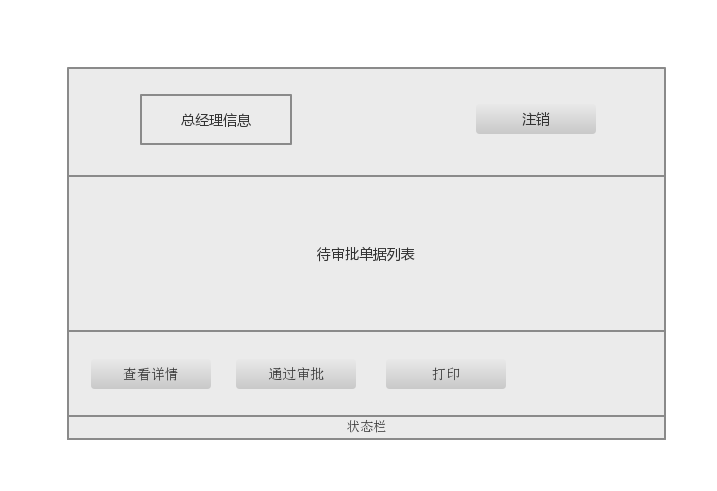 总经理信息
注销
待审批单据列表
查看详情
通过审批
打印
状态栏